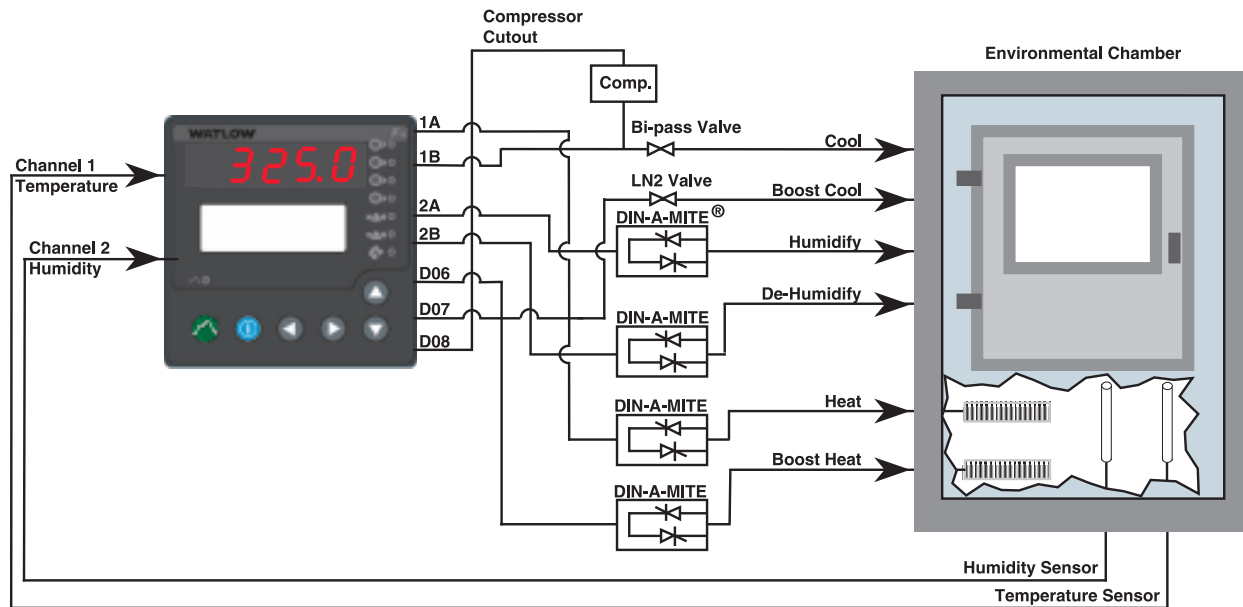 Compressor
Cutout
Environmental Chamber
Comp.
WATLOW
1A
Bi-pass Valve
Cool
325.0
1B
Channel 1
Temperature
LN2 Valve
Boost Cool
2A
DIN-A-MITE®
2B
Humidify
Channel 2
Humidity
D06
De-Humidify
D07
DIN-A-MITE
D08
DIN-A-MITE
Heat
Boost Heat
DIN-A-MITE
Humidity Sensor
Temperature Sensor